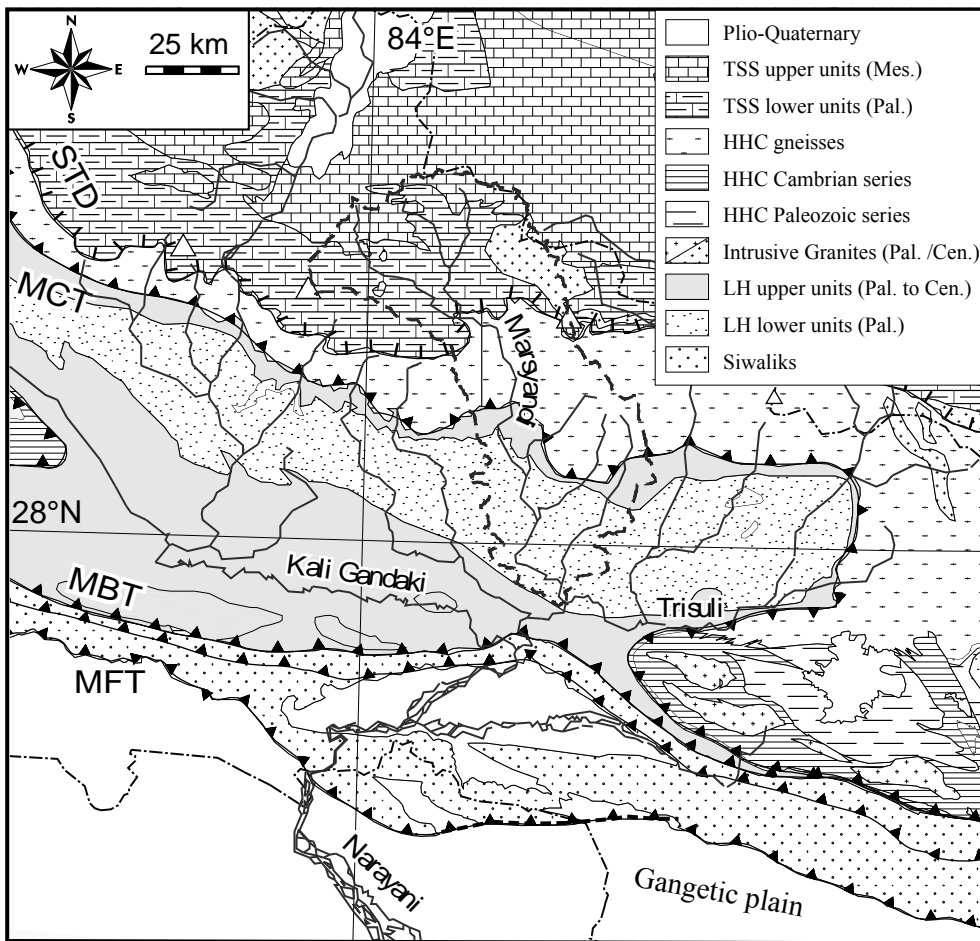 N
W
E
S
25 km
84°E
Plio-Quaternary
TSS upper units (Mes.)
TSS lower units (Pal.)
HHC gneisses
HHC Cambrian series
HHC Paleozoic series
Intrusive Granites (Pal. /Cen.)
LH upper units (Pal. to Cen.)
LH lower units (Pal.)
Siwaliks
STD
MCT
Marsyandi
28°N
Kali Gandaki
MBT
Trisuli
MFT
Narayani
Gangetic plain